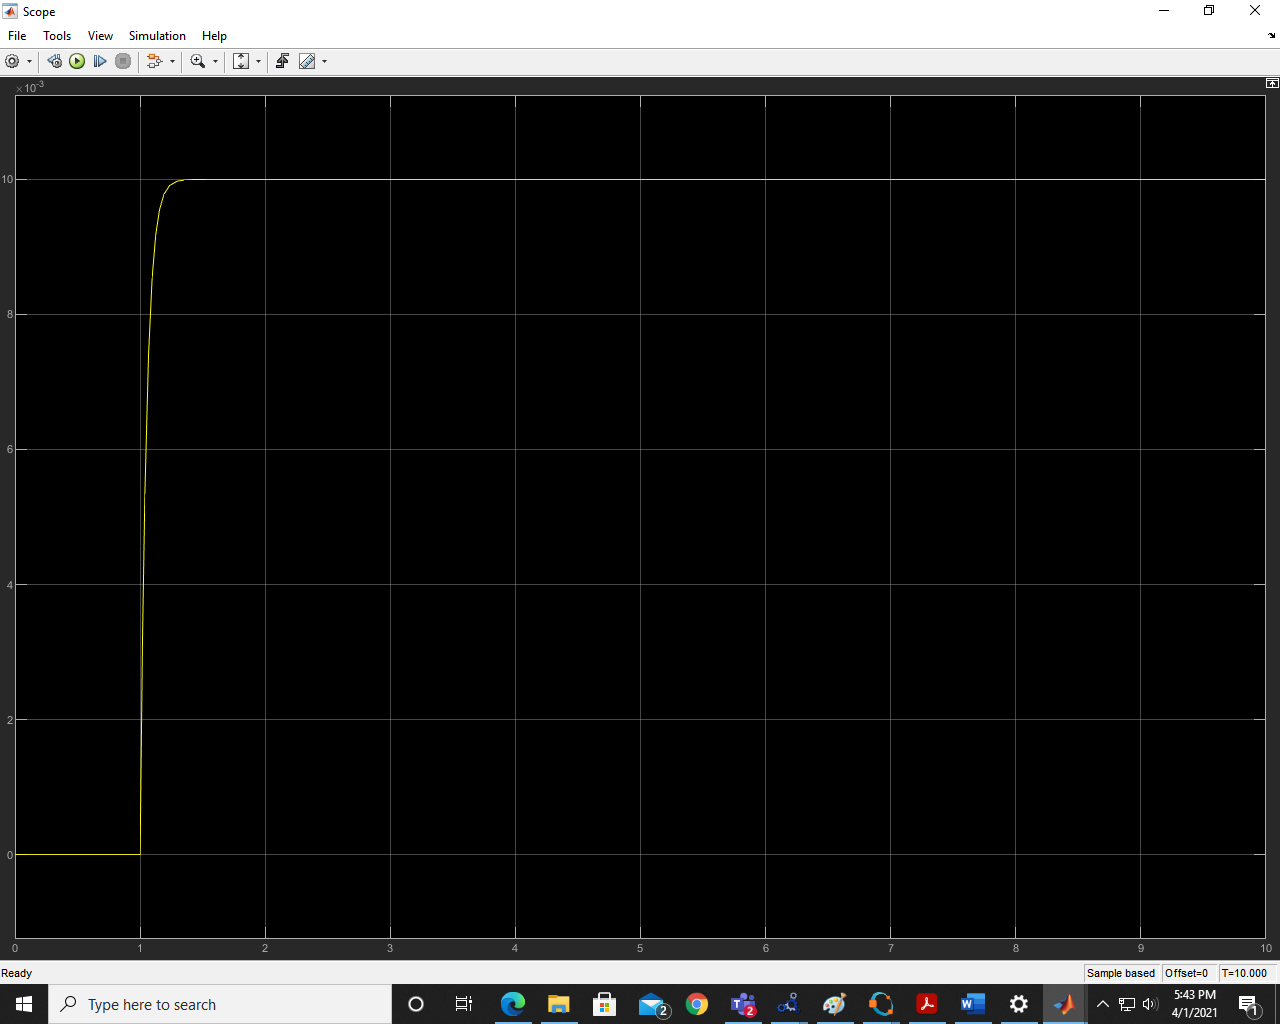 Scope
File Tools View Simulation Help
×10-3
10
8
6
4
2
0
0 1 2 3 4 5 6 7 8 9 10
Ready Sample based Offset=0 T=10.000
Type here to search 2 2 5:43 PM 1
4/1/2021